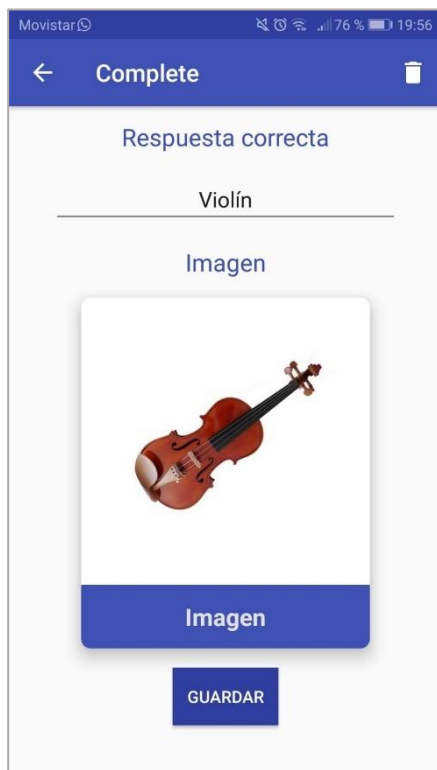 Movistar 76 % 19:56
Complete
Respuesta correcta
Violín
Imagen
Imagen
GUARDAR